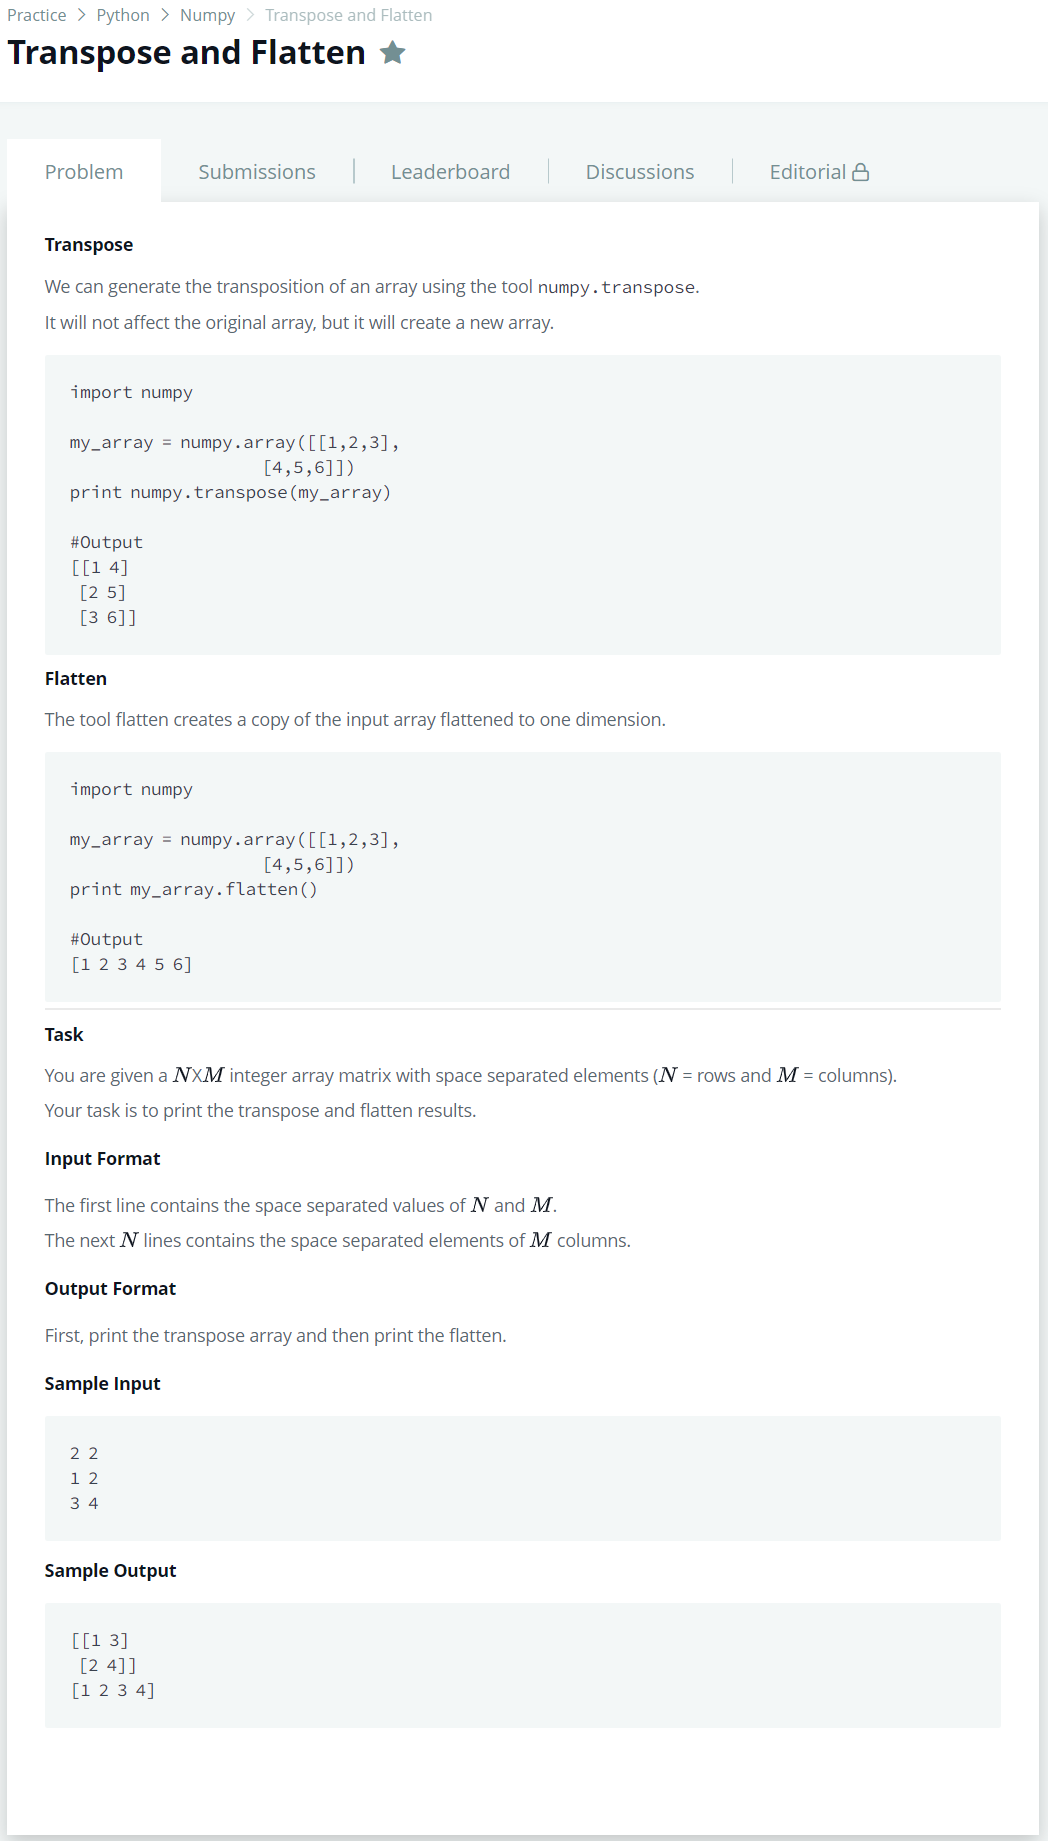 Practice > Python > Numpy > Transpose and Flatten
Transpose and Flatten
Problem Submissions Leaderboard Discussions Editorial
Transpose
We can generate the transposition of an array using the tool numpy.transpose.
It will not affect the original array, but it will create a new array.
import numpy

my_array = numpy.array([[1,2,3],
                     [4,5,6]])
print numpy.transpose(my_array)

#Output
[[1 4]
 [2 5]
 [3 6]]
Flatten
The tool flatten creates a copy of the input array flattened to one dimension.
import numpy

my_array = numpy.array([[1,2,3],
                     [4,5,6]])
print my_array.flatten()

#Output
[1 2 3 4 5 6]
Task
You are given a NXM integer array matrix with space separated elements (N = rows and M = columns).
Your task is to print the transpose and flatten results.
Input Format
The first line contains the space separated values of N and M.
The next N lines contains the space separated elements of M columns.
Output Format
First, print the transpose array and then print the flatten.
Sample Input
2 2
1 2
3 4
Sample Output
[[1 3]
 [2 4]]
[1 2 3 4]